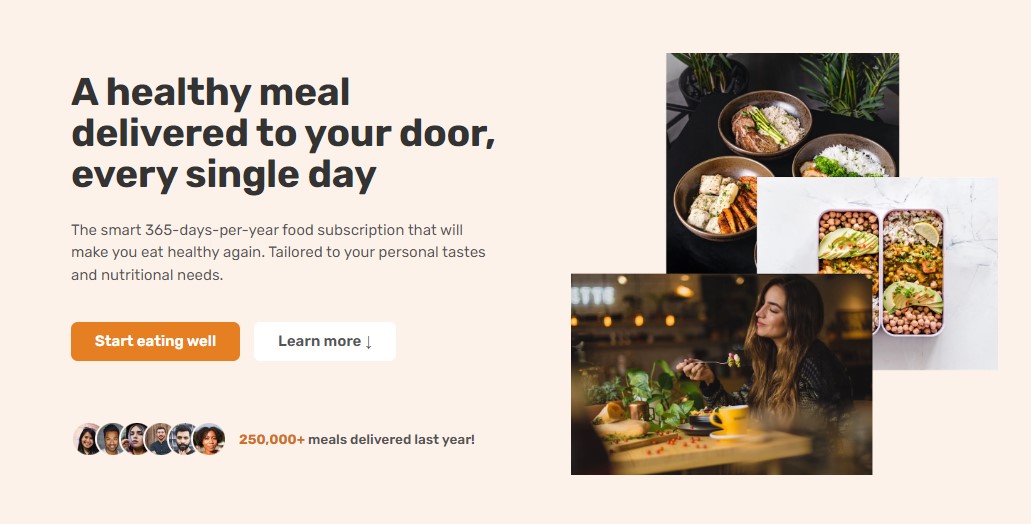 A healthy meal
delivered to your door,
every single day
The smart 365-days-per-year food subscription that will
make you eat healthy again. Tailored to your personal tastes
and nutritional needs.
Start eating well
Learn more ↓
250,000+ meals delivered last year!